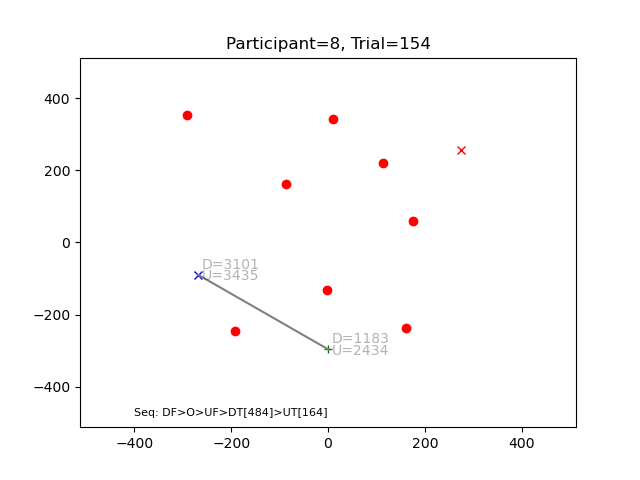 Participant=8, Trial=154
400
200
0
−200
−400
D=3101
U=3435
D=1183
U=2434
Seq: DF>O>UF>DT[484]>UT[164]
−400
−200
0
200
400